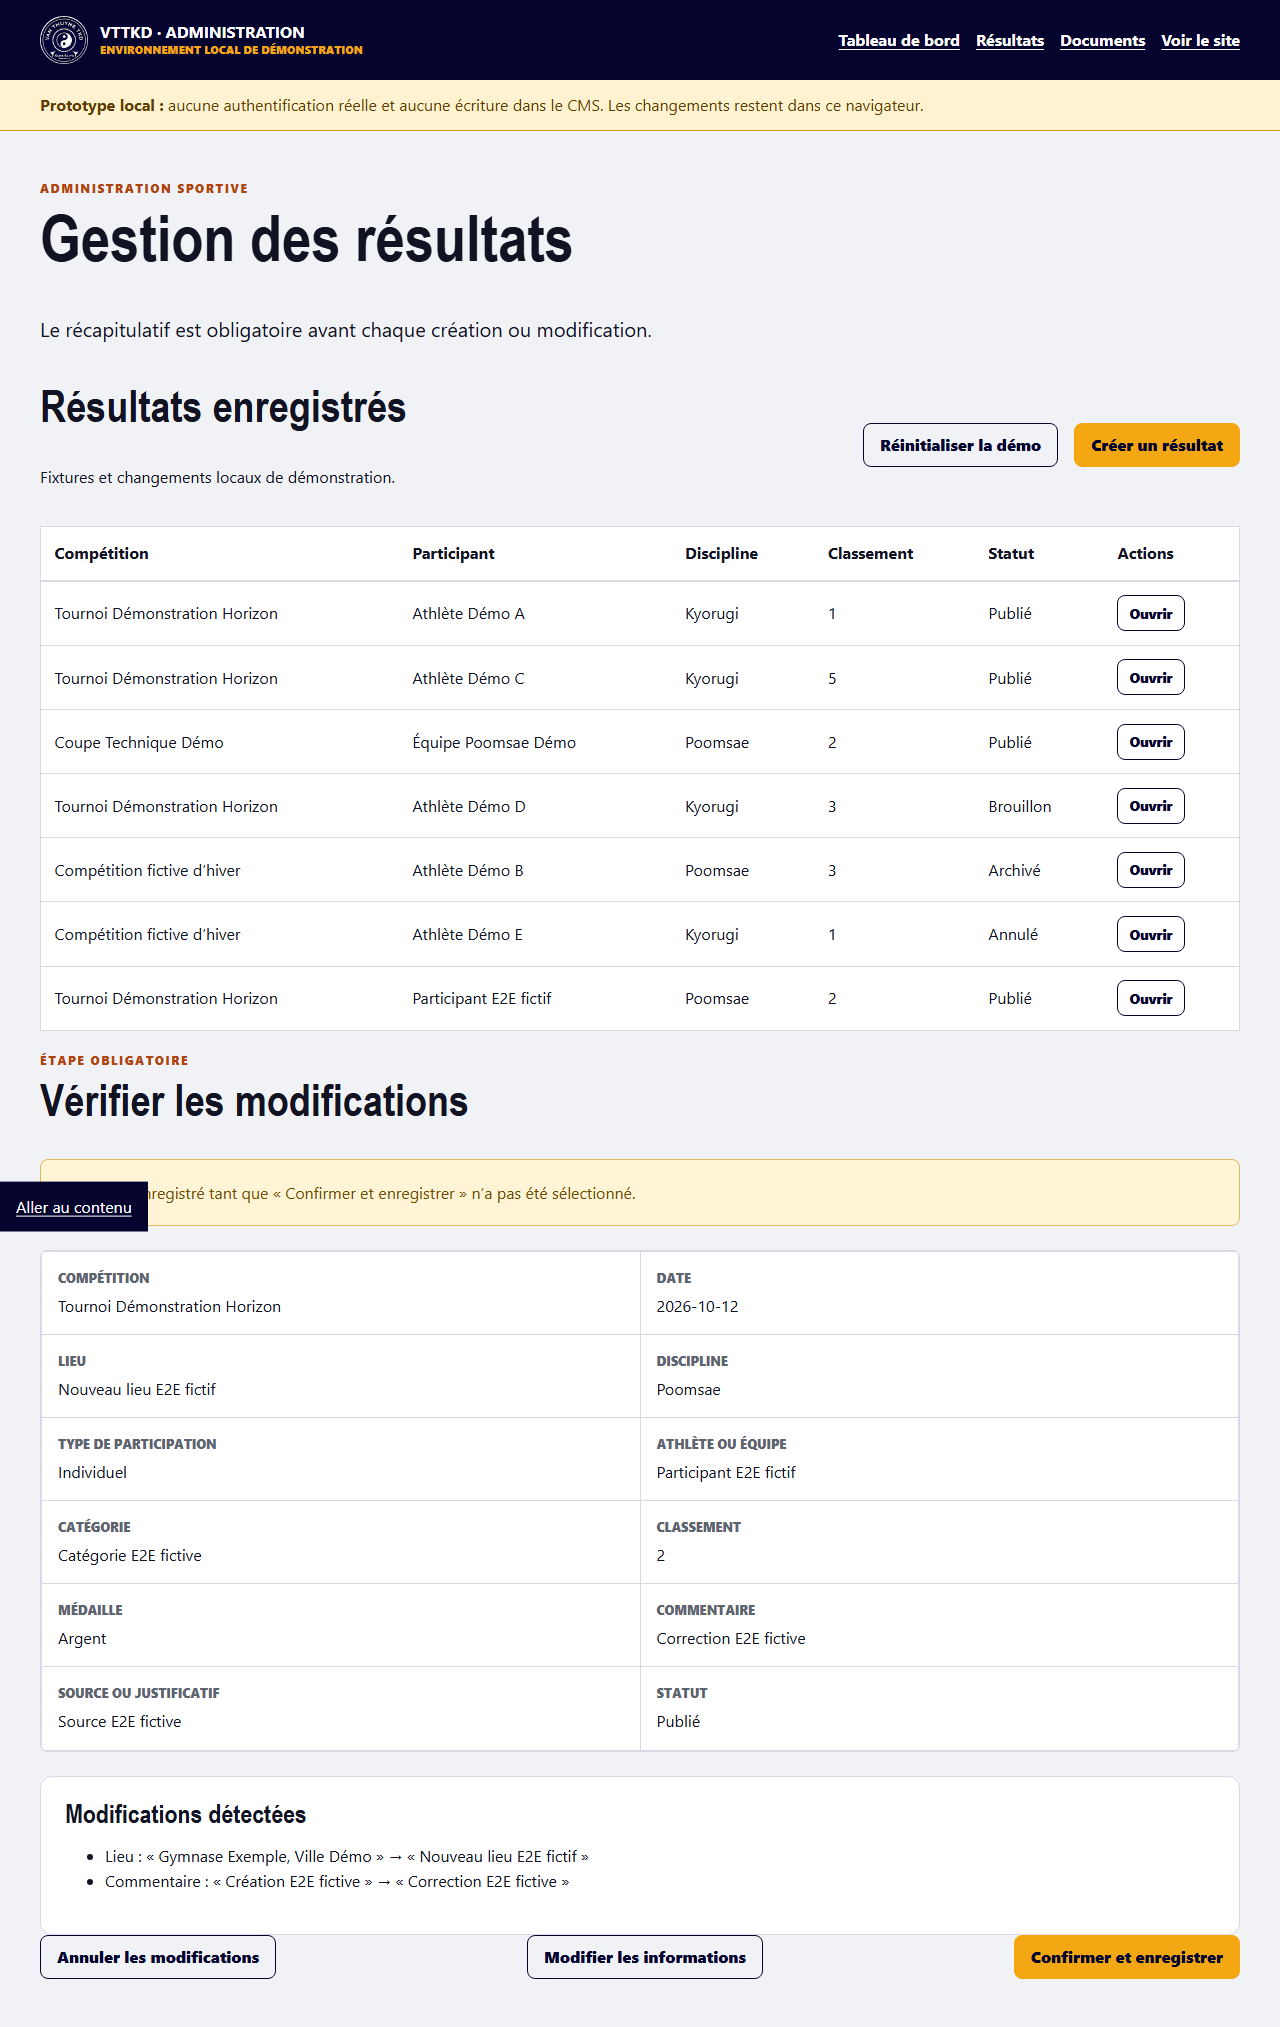 VTTKD · ADMINISTRATION
ENVIRONNEMENT LOCAL DE DÉMONSTRATION
Tableau de bord Résultats Documents Voir le site
Prototype local : aucune authentification réelle et aucune écriture dans le CMS. Les changements restent dans ce navigateur.
ADMINISTRATION SPORTIVE
Gestion des résultats
Le récapitulatif est obligatoire avant chaque création ou modification.
Résultats enregistrés
Réinitialiser la démo Créer un résultat
Fixtures et changements locaux de démonstration.
Compétition Participant Discipline Classement Statut Actions
Tournoi Démonstration Horizon Athlète Démo A Kyorugi 1 Publié Ouvrir
Tournoi Démonstration Horizon Athlète Démo C Kyorugi 5 Publié Ouvrir
Coupe Technique Démo Équipe Poomsae Démo Poomsae 2 Publié Ouvrir
Tournoi Démonstration Horizon Athlète Démo D Kyorugi 3 Brouillon Ouvrir
Compétition fictive d’hiver Athlète Démo B Poomsae 3 Archivé Ouvrir
Compétition fictive d’hiver Athlète Démo E Kyorugi 1 Annulé Ouvrir
Tournoi Démonstration Horizon Participant E2E fictif Poomsae 2 Publié Ouvrir
ÉTAPE OBLIGATOIRE
Vérifier les modifications
tant que « Confirmer et enregistrer » n’a pas été sélectionné.
Aller au contenu
COMPÉTITION DATE
Tournoi Démonstration Horizon 2026-10-12
LIEU DISCIPLINE
Nouveau lieu E2E fictif Poomsae
TYPE DE PARTICIPATION ATHLÈTE OU ÉQUIPE
Individuel Participant E2E fictif
CATÉGORIE CLASSEMENT
Catégorie E2E fictive 2
MÉDAILLE COMMENTAIRE
Argent Correction E2E fictive
SOURCE OU JUSTIFICATIF STATUT
Source E2E fictive Publié
Modifications détectées
• Lieu : « Gymnase Exemple, Ville Démo » → « Nouveau lieu E2E fictif »
• Commentaire : « Création E2E fictive » → « Correction E2E fictive »
Annuler les modifications Modifier les informations Confirmer et enregistrer